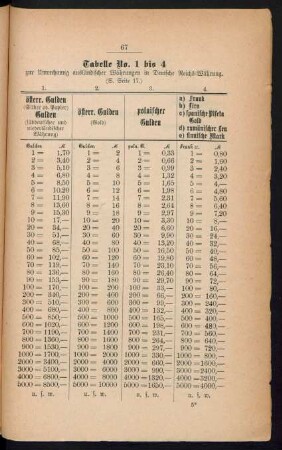 67
Tabelle No. 1 bis 4
zur Umrechnung ausländischer Währungen in Deutsche Reichs-Währung.
(S. Seite 17.)
1. 2. 3. 4.
österr. Gulden
(Silber od. Papier)
Gulden
(süddeutscher und
niederländischer
Währung)
österr. Gulden
(Gold)
polnischer
Gulden
a) Frank
b) Lira
c) spanische Peseta
Gold
d) rumänischer Leu
e) finnische Mark
Gulden ℳ Gulden ℳ poln. G. ℳ Frank ℳ
1 = 1,70 1 = 2 1 = 0,33 1 = 0,80
2 = 3,40 2 = 4 2 = 0,66 2 = 1,60
3 = 5,10 3 = 6 3 = 0,99 3 = 2,40
4 = 6,80 4 = 8 4 = 1,32 4 = 3,20
5 = 8,50 5 = 10 5 = 1,65 5 = 4,00
6 = 10,20 6 = 12 6 = 1,98 6 = 4,80
7 = 11,90 7 = 14 7 = 2,31 7 = 5,60
8 = 13,60 8 = 16 8 = 2,64 8 = 6,40
9 = 15,30 9 = 18 9 = 2,97 9 = 7,20
10 = 17 10 = 20 10 = 3,30 10 = 8
20 = 34 20 = 40 20 = 6,60 20 = 16
30 = 51 30 = 60 30 = 9,90 30 = 24
40 = 68 40 = 80 40 = 13,20 40 = 32
50 = 85 50 = 100 50 = 16,50 50 = 40
60 = 102 60 = 120 60 = 19,80 60 = 48
70 = 119 70 = 140 70 = 23,10 70 = 56
80 = 136 80 = 160 80 = 26,40 80 = 64
90 = 153 90 = 180 90 = 29,70 90 = 72
100 = 170 100 = 200 100 = 33 100 = 80
200 = 340 200 = 400 200 = 66 200 = 160
300 = 510 300 = 600 300 = 99 300 = 240
400 = 680 400 = 800 400 = 132 400 = 320
500 = 850 500 = 1000 500 = 165 500 = 400
600 = 1020 600 = 1200 600 = 198 600 = 480
700 = 1190 700 = 1400 700 = 231 700 = 560
800 = 1360 800 = 1600 800 = 264 800 = 640
900 = 1530 900 = 1800 900 = 297 900 = 720
1000 = 1700 1000 = 2000 1000 = 330 1000 = 800
2000 = 3400 2000 = 4000 2000 = 660 2000 = 1600
3000 = 5100 3000 = 6000 3000 = 990 3000 = 2400
4000 = 6800 4000 = 8000 4000 = 1320 4000 = 3200
5000 = 8500 5000 = 10000 5000 = 1650 5000 = 4000
u. s. w. u. s. w. u. s. w. u. s. w.
5*